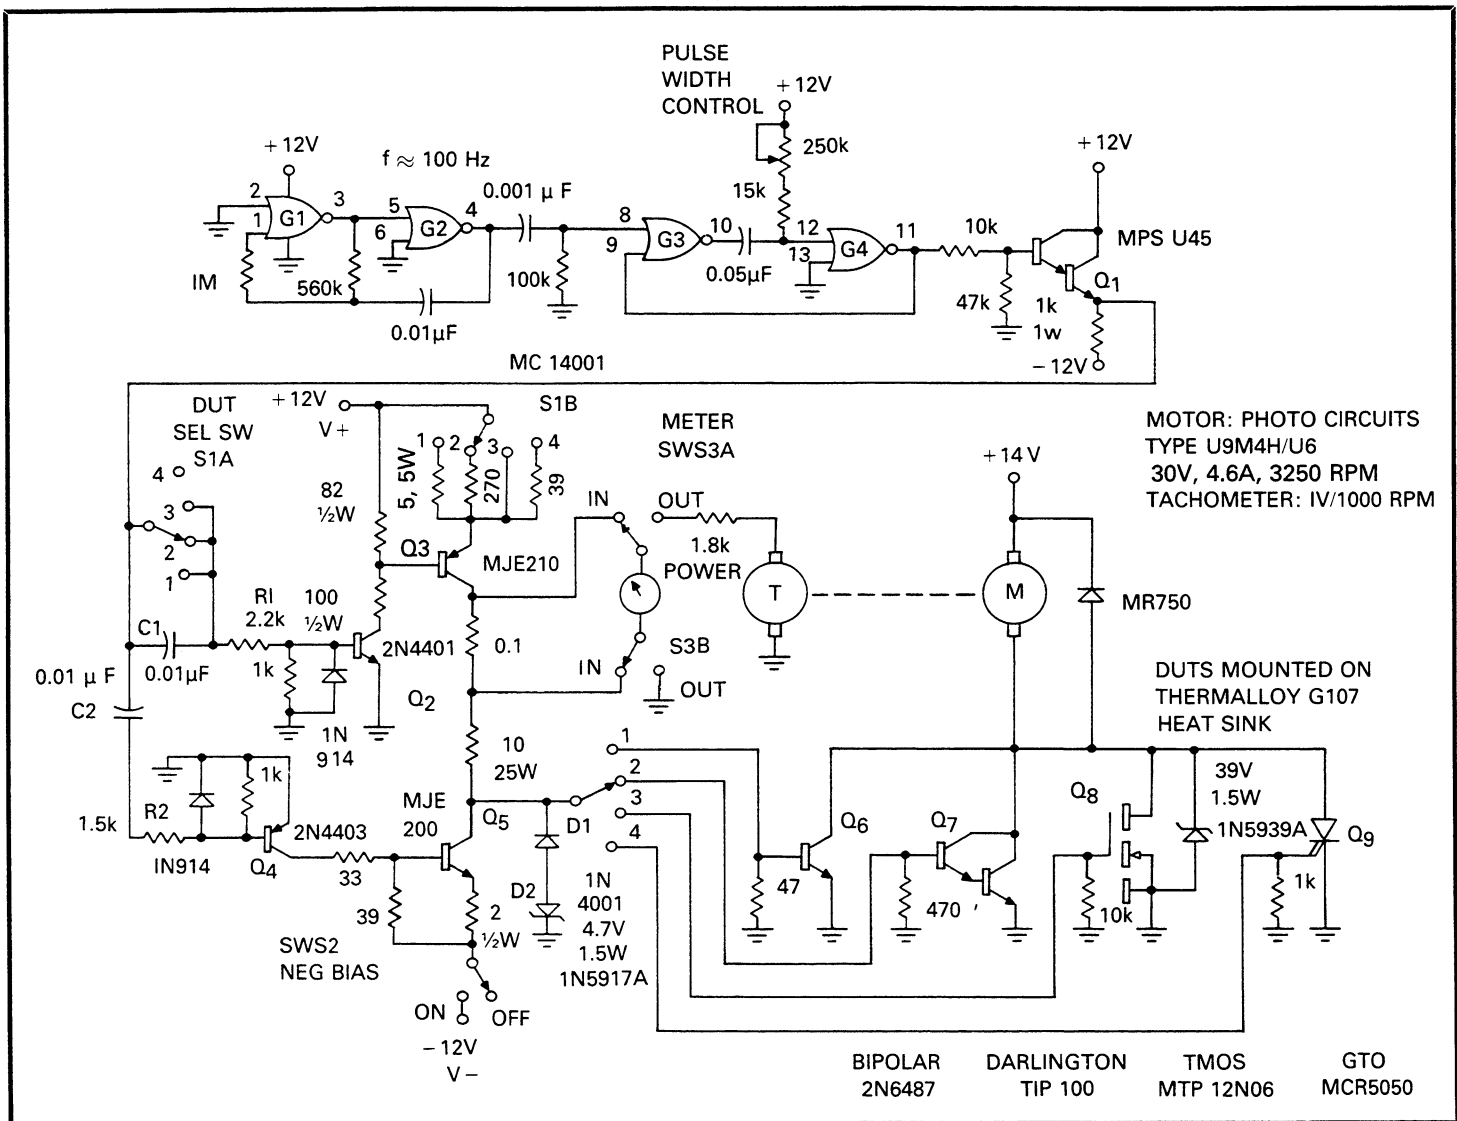 PULSE
WIDTH
CONTROL
+12V
250k
15k
+12V
f ≈ 100 Hz
0.001 μ F
+12V
2
1
G1
3
5
6
G2
4
8
9
G3
10
12
13
G4
11
10k
MPS U45
IM
560k
0.01μF
100k
0.05μF
47k
1k
1w
Q1
−12V
MC 14001
DUT
SEL SW
S1A
+12V
V+
S1B
METER
SWS3A
+14V
MOTOR: PHOTO CIRCUITS
TYPE U9M4H/U6
30V, 4.6A, 3250 RPM
TACHOMETER: IV/1000 RPM
4
3
2
1
82
½W
1
2
3
4
5, 5W
270
39
IN
OUT
1.8k
POWER
Q3
MJE210
T
M
MR750
RI
2.2k
100
½W
C1
0.01μF
1k
2N4401
0.1
S3B
IN
OUT
0.01 μ F
C2
Q2
1N
914
DUTS MOUNTED ON
THERMALLOY G107
HEAT SINK
10
25W
1
2
3
4
1k
R2
1.5k
IN914
2N4403
Q4
MJE
200
Q5
D1
33
39
D2
2
½W
1N
4001
4.7V
1.5W
1N5917A
Q6
47
Q7
470
Q8
10k
39V
1.5W
1N5939A
Q9
1k
SWS2
NEG BIAS
ON
OFF
−12V
V−
BIPOLAR
2N6487
DARLINGTON
TIP 100
TMOS
MTP 12N06
GTO
MCR5050